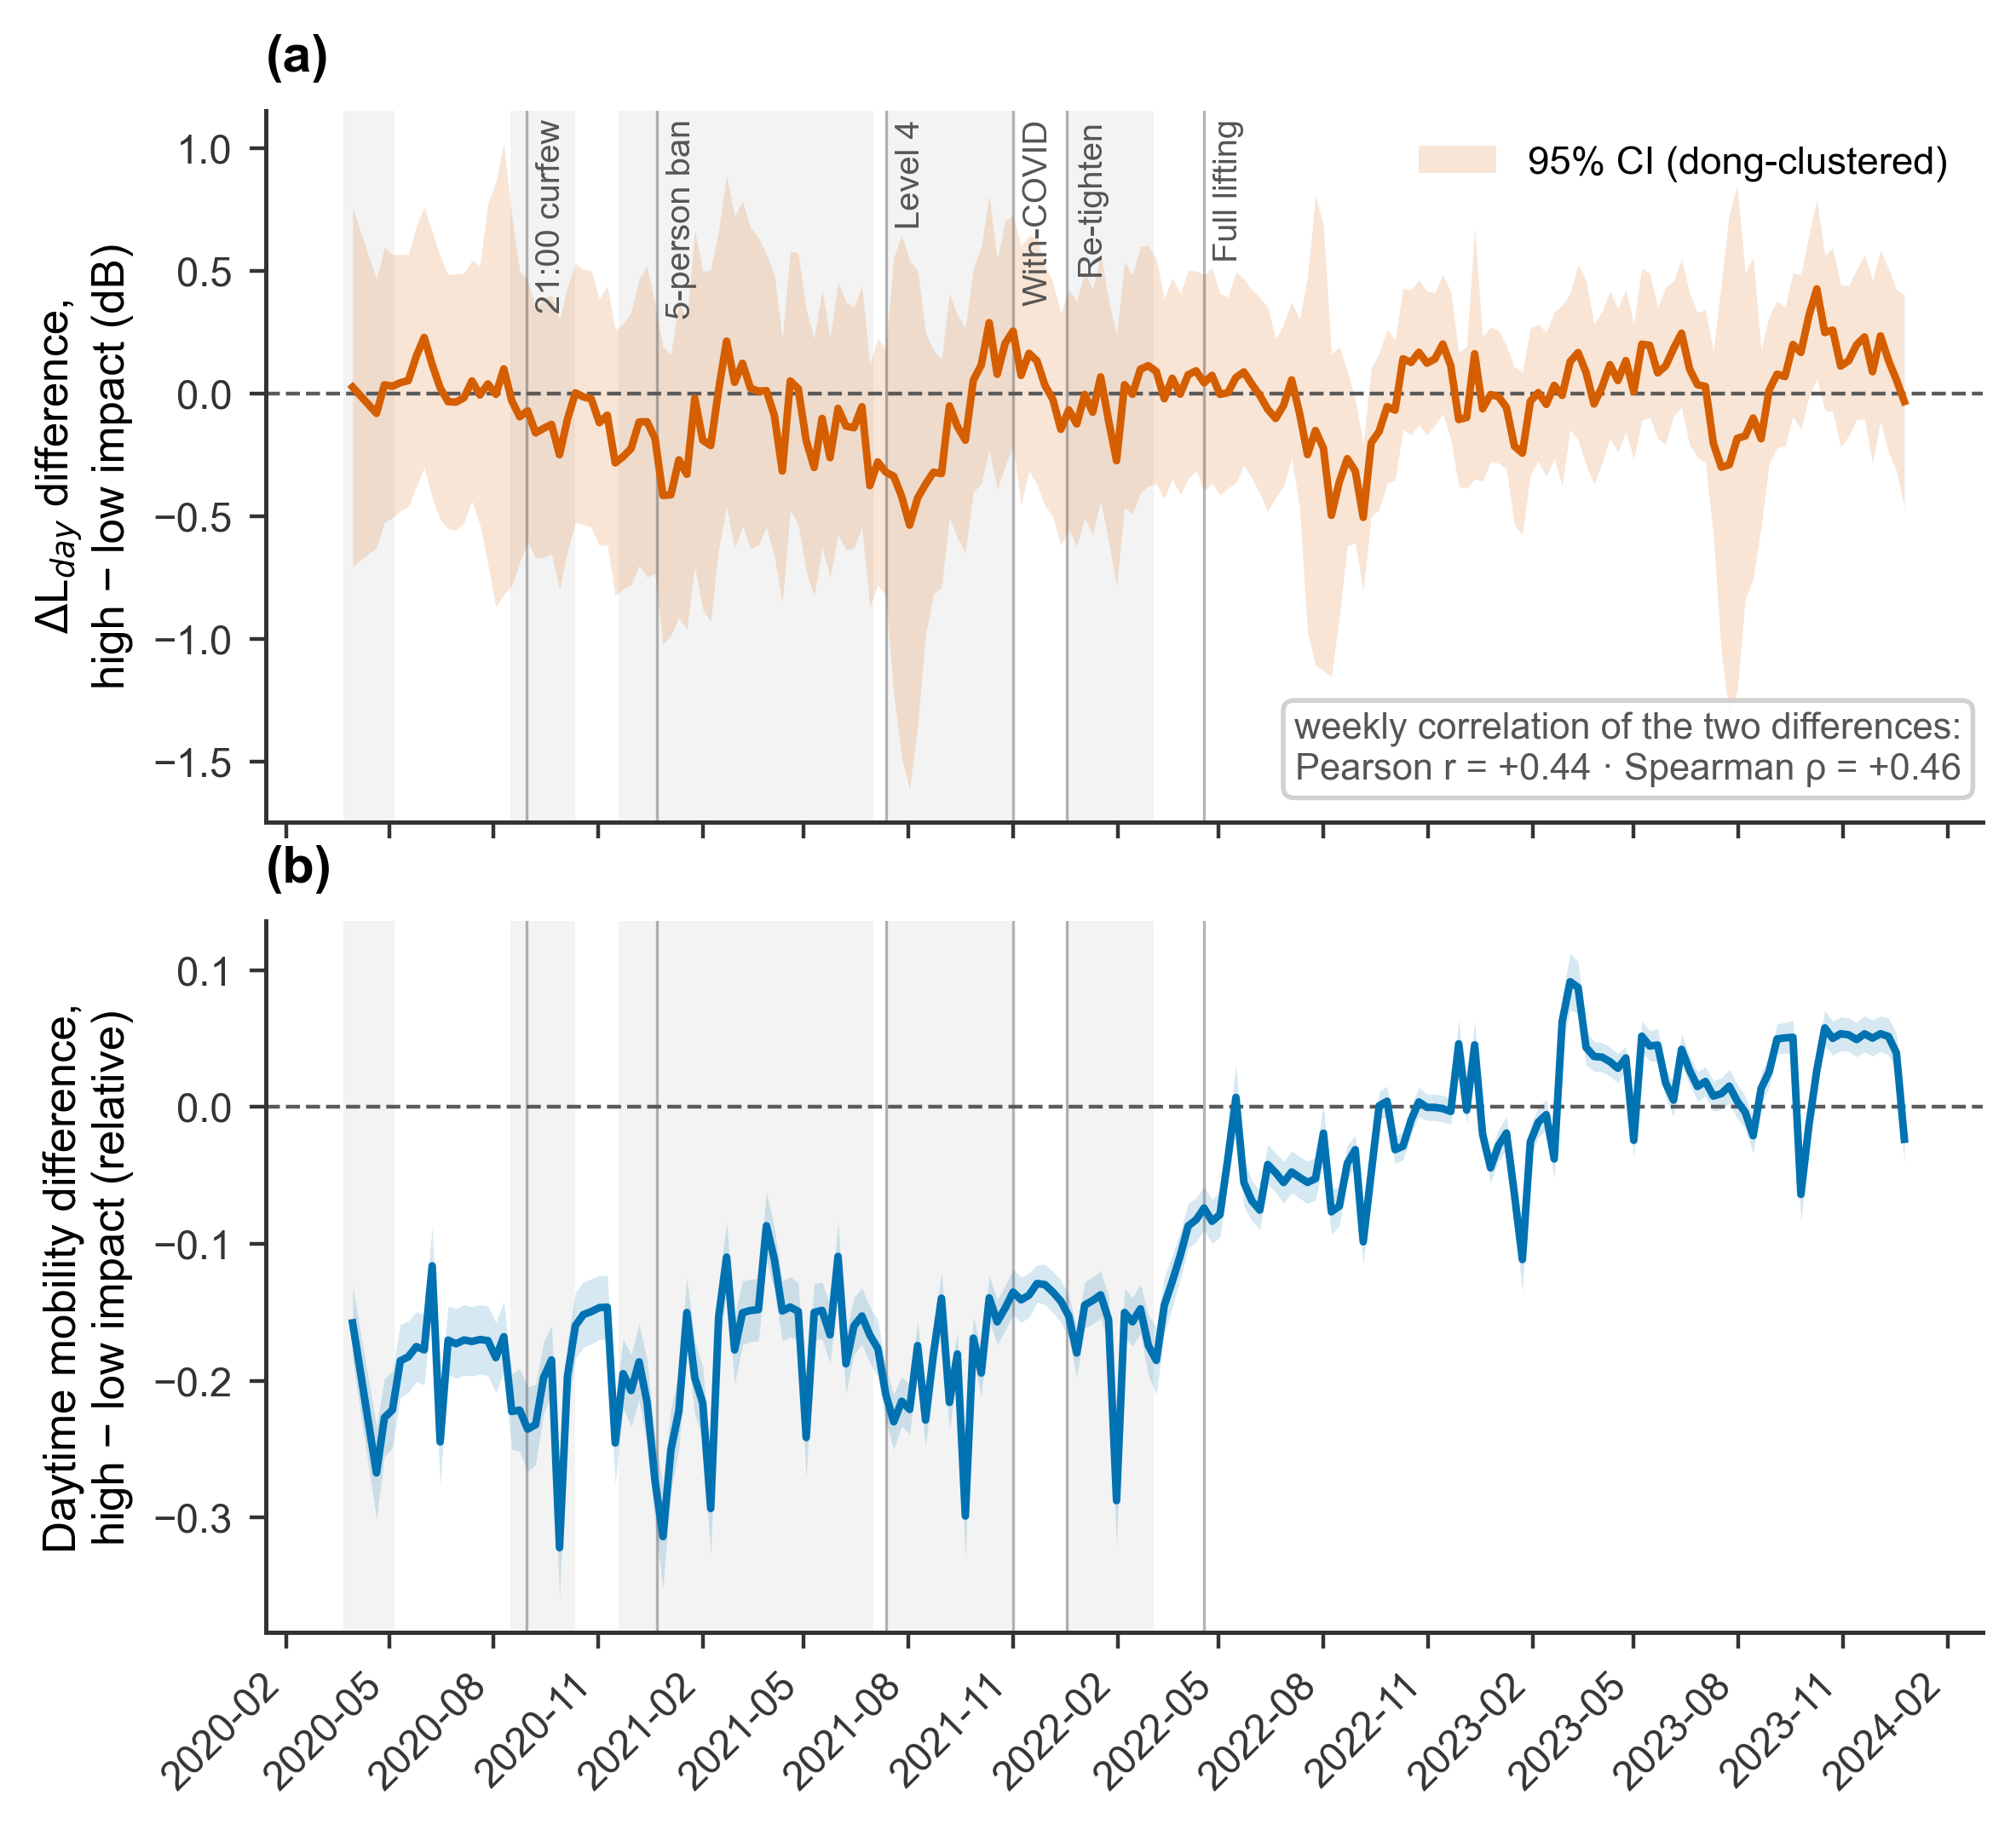 (a)
1.0
0.5
0.0
−0.5
−1.0
−1.5
ΔLday difference,
high − low impact (dB)
21:00 curfew
5-person ban
Level 4
With-COVID
Re-tighten
Full lifting
95% CI (dong-clustered)
weekly correlation of the two differences:
Pearson r = +0.44 · Spearman ρ = +0.46
(b)
0.1
0.0
−0.1
−0.2
−0.3
Daytime mobility difference,
high − low impact (relative)
2020-02
2020-05
2020-08
2020-11
2021-02
2021-05
2021-08
2021-11
2022-02
2022-05
2022-08
2022-11
2023-02
2023-05
2023-08
2023-11
2024-02